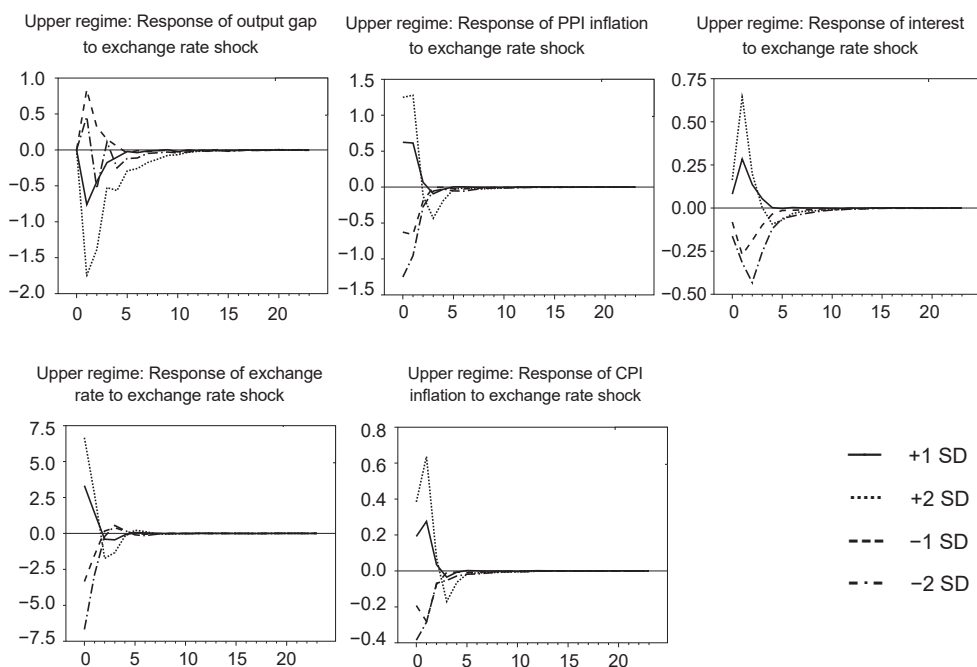 Upper regime: Response of output gap
to exchange rate shock
Upper regime: Response of PPI inflation
to exchange rate shock
Upper regime: Response of interest
to exchange rate shock
1.0
0.5
0.0
−0.5
−1.0
−1.5
−2.0
0 5 10 15 20
1.5
1.0
0.5
0.0
−0.5
−1.0
−1.5
0 5 10 15 20
0.75
0.50
0.25
0.00
−0.25
−0.50
0 5 10 15 20
Upper regime: Response of exchange
rate to exchange rate shock
Upper regime: Response of CPI
inflation to exchange rate shock
7.5
5.0
2.5
0.0
−2.5
−5.0
−7.5
0 5 10 15 20
0.8
0.6
0.4
0.2
0.0
−0.2
−0.4
0 5 10 15 20
+1 SD
+2 SD
−1 SD
−2 SD